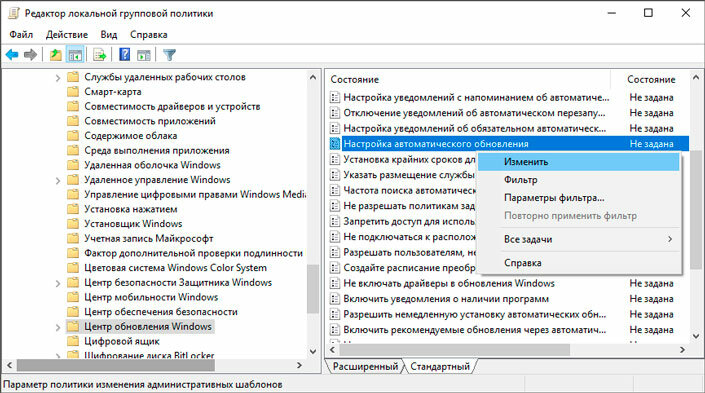 Редактор локальной групповой политики
Файл Действие Вид Справка
Службы удаленных рабочих столов
Смарт-карта
Совместимость драйверов и устройств
Совместимость приложений
Содержимое облака
Среда выполнения приложения
Удаленная оболочка Windows
Удаленное управление Windows
Управление цифровыми правами Windows Media
Установка нажатием
Установщик Windows
Учетная запись Майкрософт
Фактор дополнительной проверки подлинности
Цветовая система Windows Color System
Центр безопасности Защитника Windows
Центр мобильности Windows
Центр обеспечения безопасности
Центр обновления Windows
Цифровой ящик
Шифрование диска BitLocker
Состояние Состояние
Настройка уведомлений с напоминанием об автоматиче... Не задана
Отключение уведомлений об автоматическом перезапу... Не задана
Настройка уведомлений об обязательном автоматическ... Не задана
Настройка автоматического обновления Не задана
Установка крайних сроков дл
Указать размещение службы
Частота поиска автоматичес
Не разрешать политикам зад
Запретить доступ для исполь
Не подключаться к располож
Разрешать пользователям, не
Создайте расписание преобр
Не включать драйверы в обновления Windows Не задана
Включить уведомления о наличии программ Не задана
Разрешить немедленную установку автоматических обн... Не задана
Включить рекомендуемые обновления через автоматич... Не задана
Изменить
Фильтр
Параметры фильтра...
Повторно применить фильтр
Все задачи
Справка
Расширенный Стандартный
Параметр политики изменения административных шаблонов